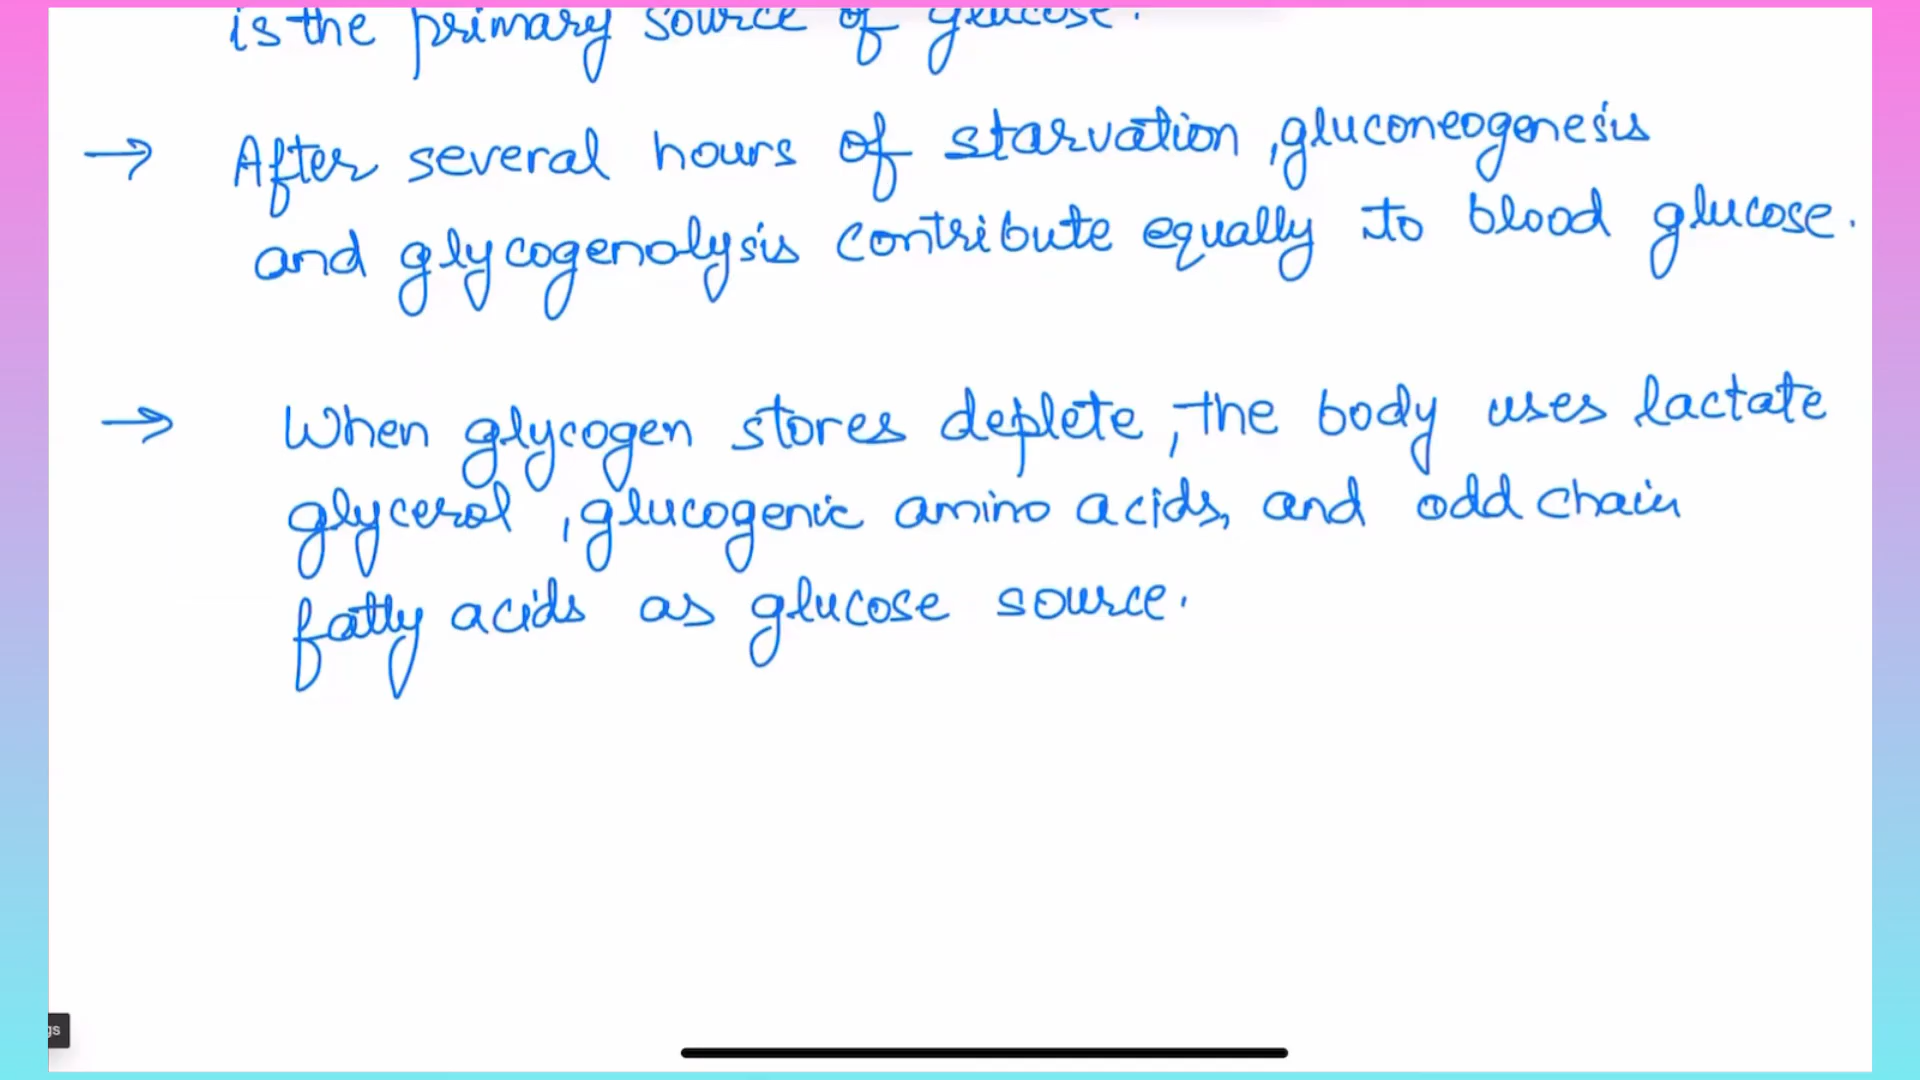 is the primary source of glucose.
→ After several hours of starvation, gluconeogenesis
and glycogenolysis contribute equally to blood glucose.
→ When glycogen stores deplete, the body uses lactate
glycerol, glucogenic amino acids, and odd chain
fatty acids as glucose source.
gs